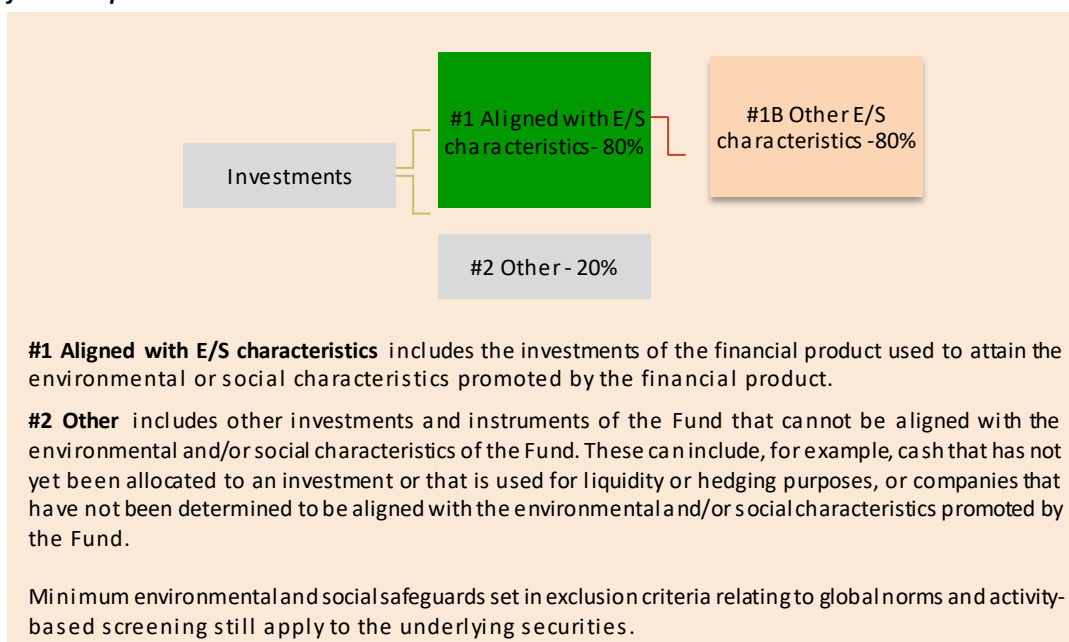 #1 Aligned with E/S
characteristics- 80%
#1B Other E/S
characteristics -80%
Investments
#2 Other - 20%
#1 Aligned with E/S characteristics includes the investments of the financial product used to attain the
environmental or social characteristics promoted by the financial product.
#2 Other includes other investments and instruments of the Fund that cannot be aligned with the
environmental and/or social characteristics of the Fund. These can include, for example, cash that has not
yet been allocated to an investment or that is used for liquidity or hedging purposes, or companies that
have not been determined to be aligned with the environmental and/or social characteristics promoted by
the Fund.
Minimum environmental and social safeguards set in exclusion criteria relating to global norms and activity-
based screening still apply to the underlying securities.